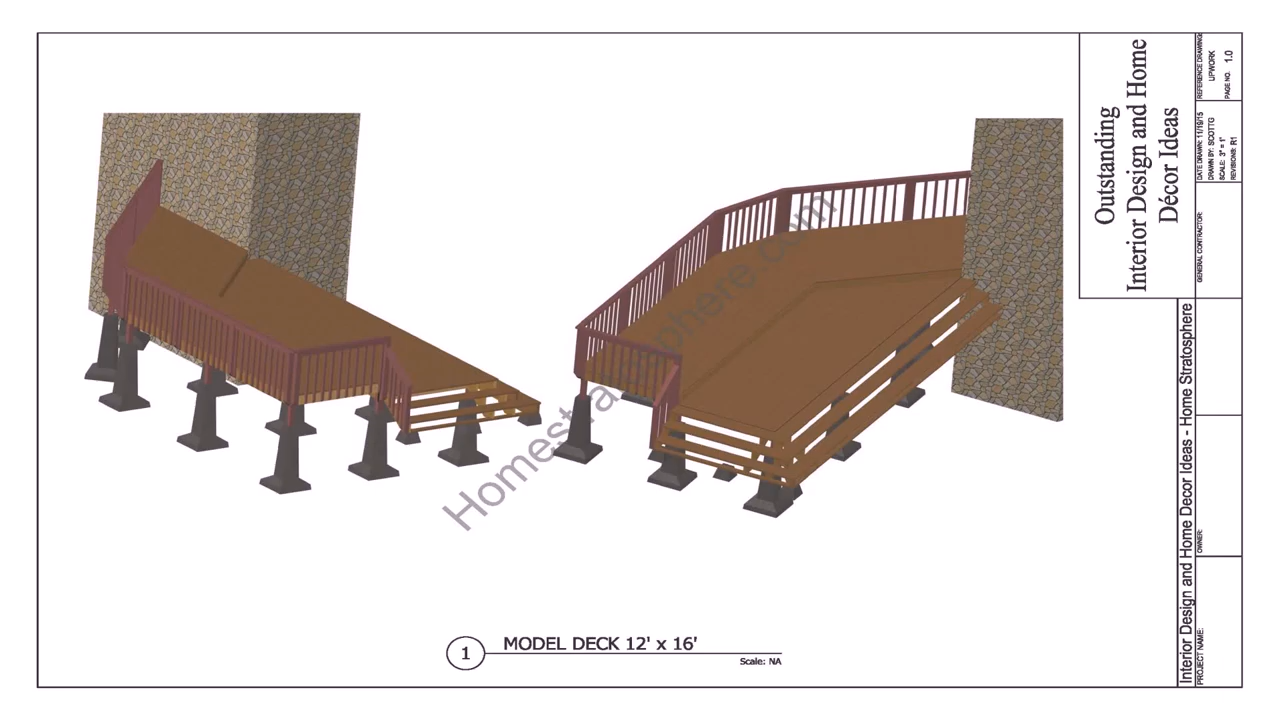 Homestratosphere.com
1
MODEL DECK 12' x 16'
Scale: NA
Outstanding
Interior Design and Home
Décor Ideas
REFERENCE DRAWING:
UPWORK
PAGE NO. 1.0
DATE DRAWN: 11/19/15
DRAWN BY: SCOTTG
SCALE: 3" = 1"
REVISIONS: R1
GENERAL CONTRACTOR:
Interior Design and Home Decor Ideas - Home Stratosphere
OWNER:
PROJECT NAME: